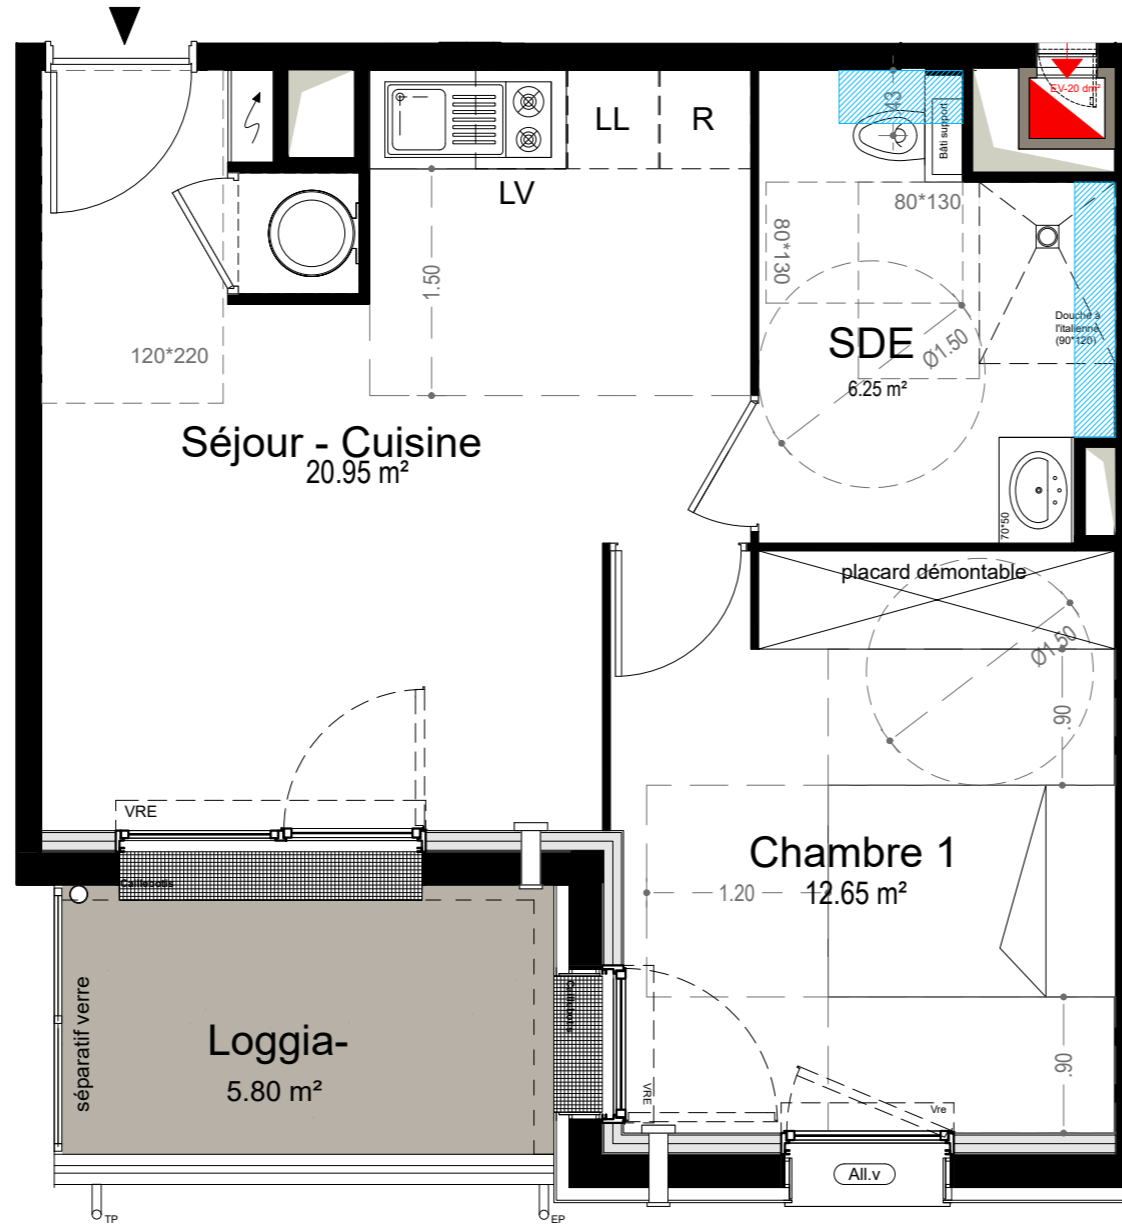 EV-20 dm²
43
Bâti support
LL
R
LV
80*130
80*130
1.50
Douche à
l'italienne
(90*120)
SDE
Ø1.50
6.25 m²
120*220
Séjour - Cuisine
20.95 m²
70*50
placard démontable
Ø1.50
.90
VRE
Chambre 1
1.20
12.65 m²
Caillebotis
Caillebotis
séparatif verre
Loggia-
5.80 m²
.90
VRE
Vre
All.v
TP
EP